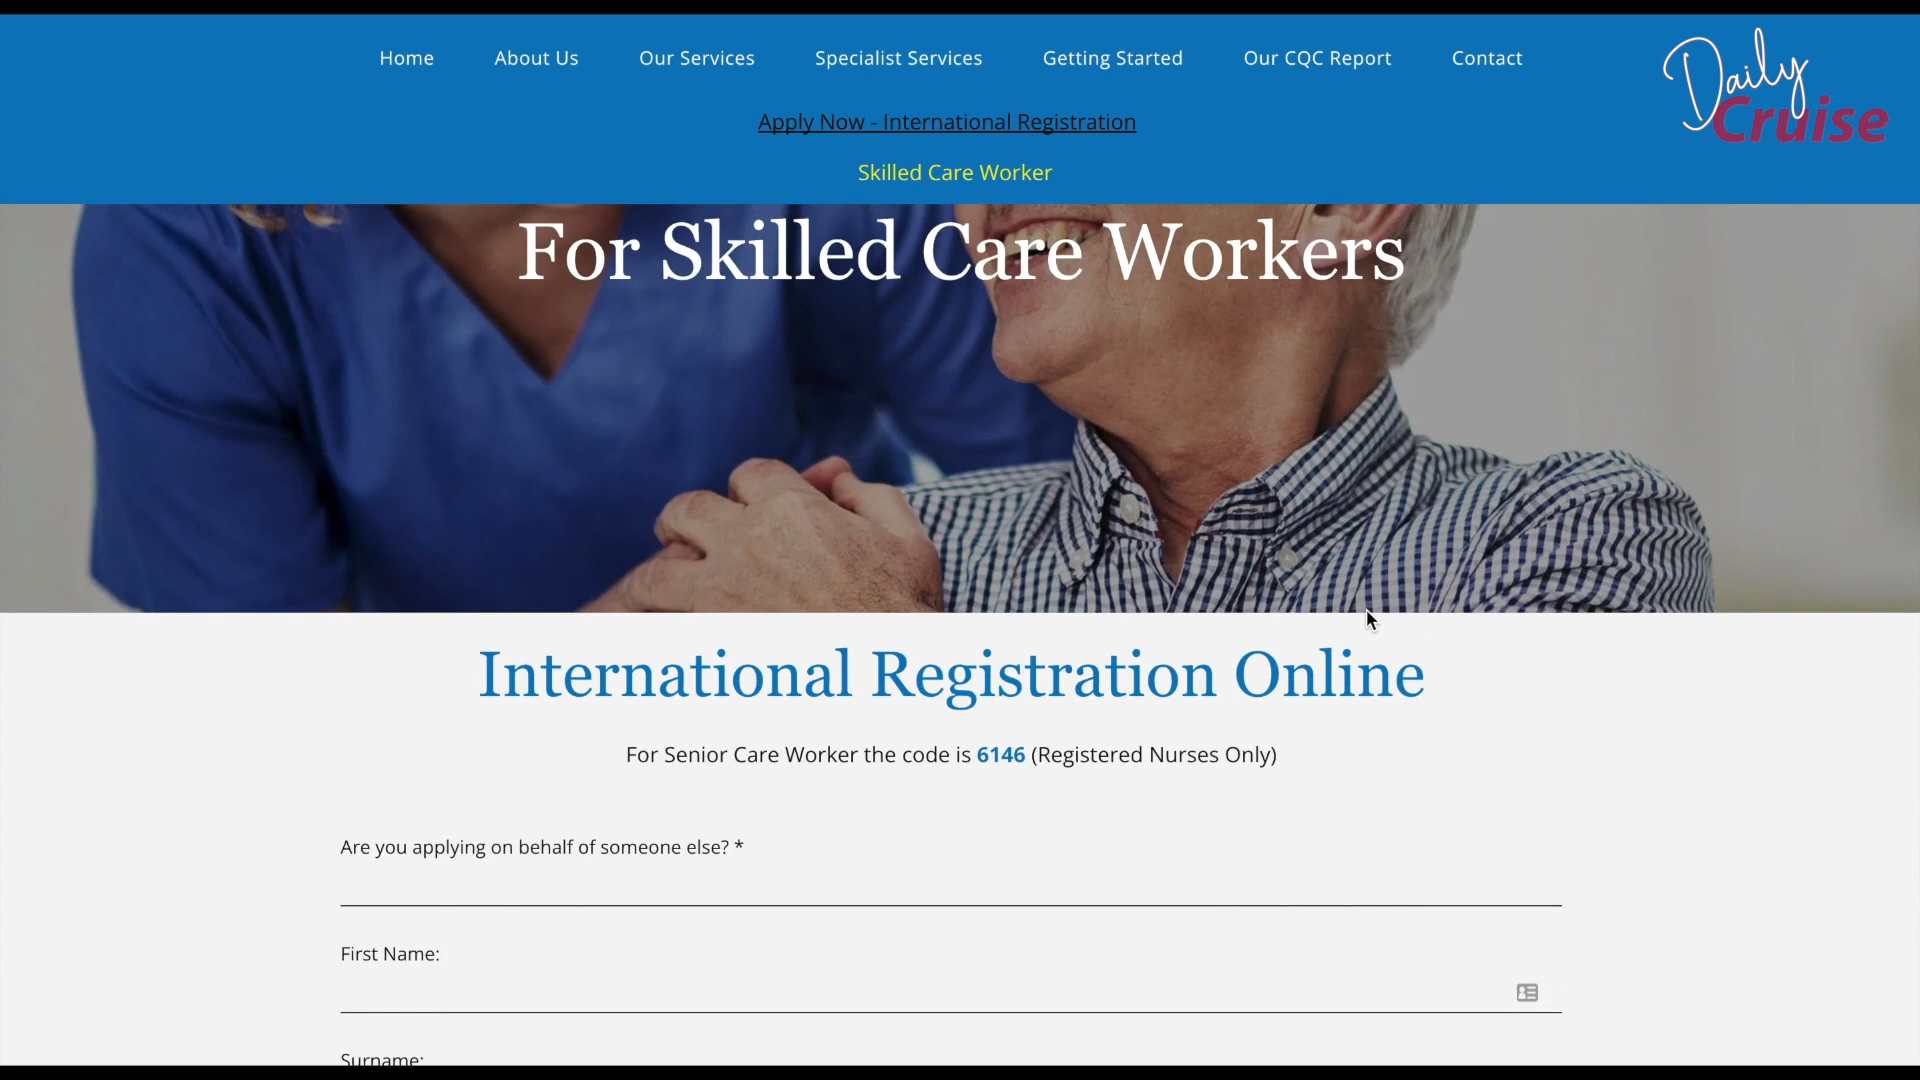 Home About Us Our Services Specialist Services Getting Started Our CQC Report Contact
Daily
Cruise
Apply Now - International Registration
Skilled Care Worker
For Skilled Care Workers
International Registration Online
For Senior Care Worker the code is 6146 (Registered Nurses Only)
Are you applying on behalf of someone else? *
First Name:
Surname: